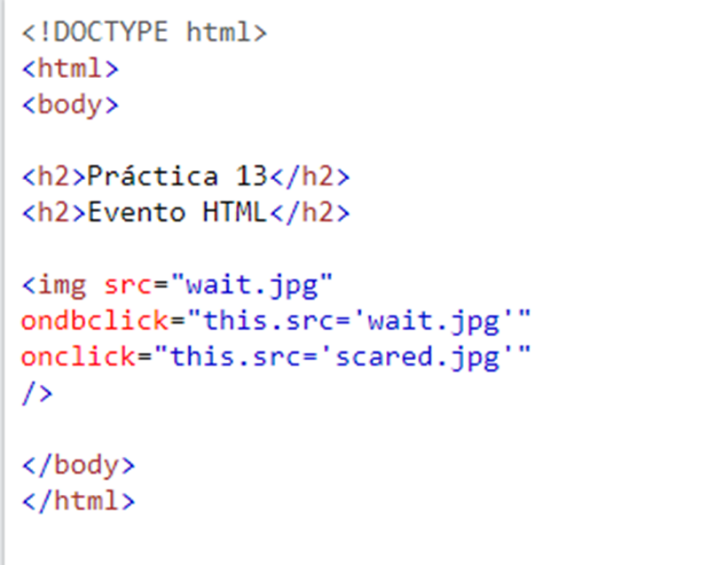 <!DOCTYPE html>
<html>
<body>
<h2>Práctica 13</h2>
<h2>Evento HTML</h2>
<img src="wait.jpg"
ondbclick="this.src='wait.jpg'"
onclick="this.src='scared.jpg'"
/>
</body>
</html>